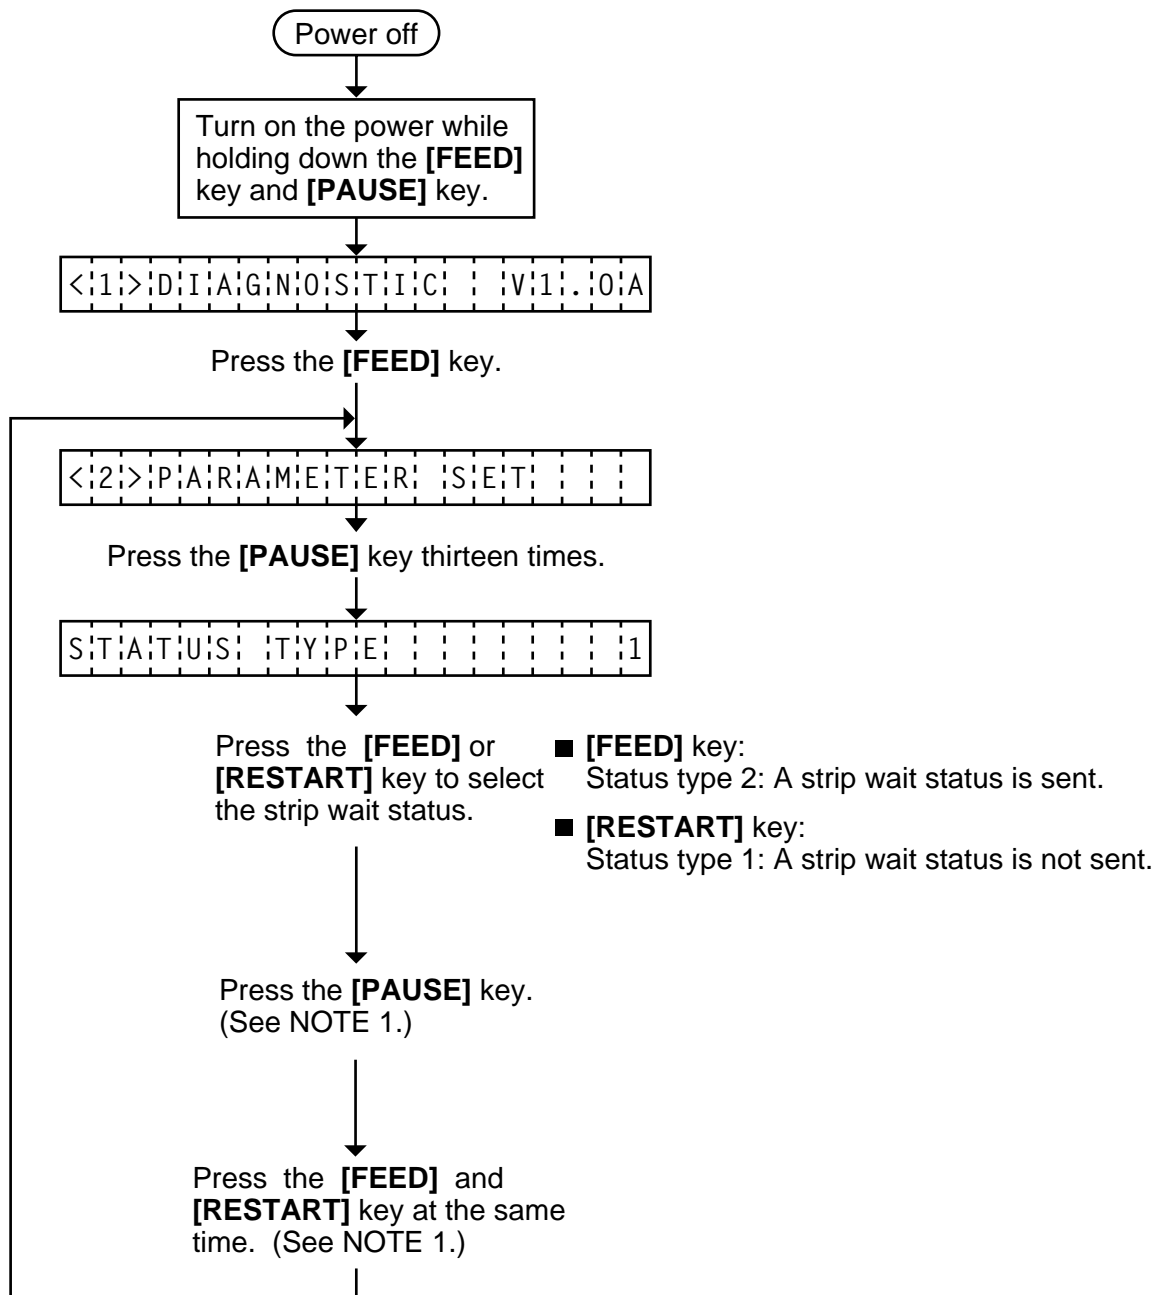 Power off
Turn on the power while
holding down the [FEED]
key and [PAUSE] key.
<1>DIAGNOSTIC  V1.0A
Press the [FEED] key.
<2>PARAMETER SET
Press the [PAUSE] key thirteen times.
STATUS TYPE        1
Press the [FEED] or
[RESTART] key to select
the strip wait status.
■ [FEED] key:
Status type 2: A strip wait status is sent.
■ [RESTART] key:
Status type 1: A strip wait status is not sent.
Press the [PAUSE] key.
(See NOTE 1.)
Press the [FEED] and
[RESTART] key at the same
time. (See NOTE 1.)